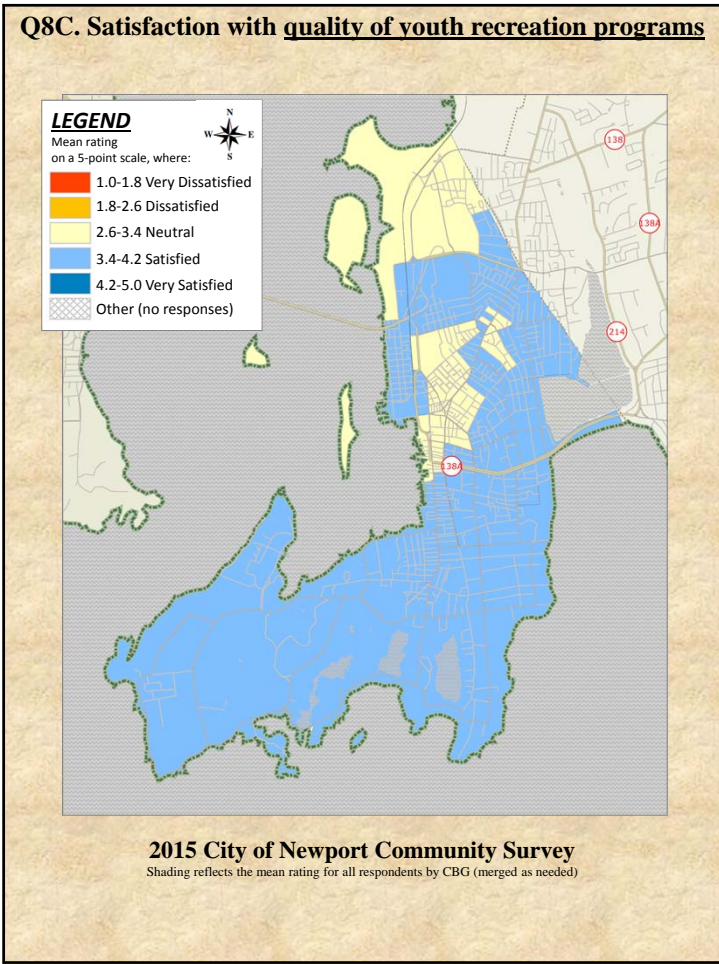 Q8C. Satisfaction with quality of youth recreation programs
LEGEND
Mean rating
on a 5-point scale, where:
N
W E
S
1.0-1.8 Very Dissatisfied
1.8-2.6 Dissatisfied
2.6-3.4 Neutral
3.4-4.2 Satisfied
4.2-5.0 Very Satisfied
Other (no responses)
138
138A
214
138A
2015 City of Newport Community Survey
Shading reflects the mean rating for all respondents by CBG (merged as needed)